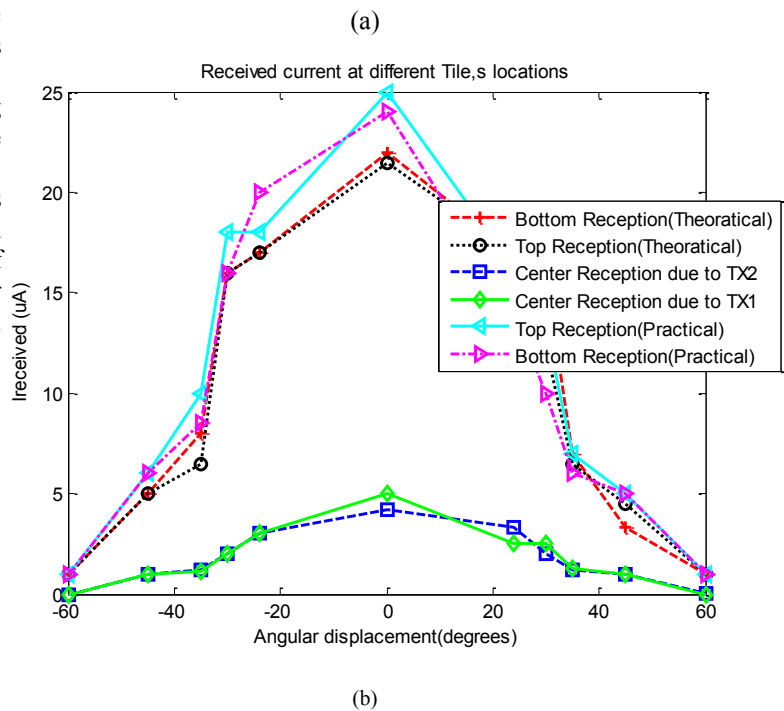 (a)
Received current at different Tile,s locations
25
20
15
10
5
0
Ireceived (uA)
Bottom Reception(Theoratical)
Top Reception(Theoratical)
Center Reception due to TX2
Center Reception due to TX1
Top Reception(Practical)
Bottom Reception(Practical)
-60 -40 -20 0 20 40 60
Angular displacement(degrees)
(b)